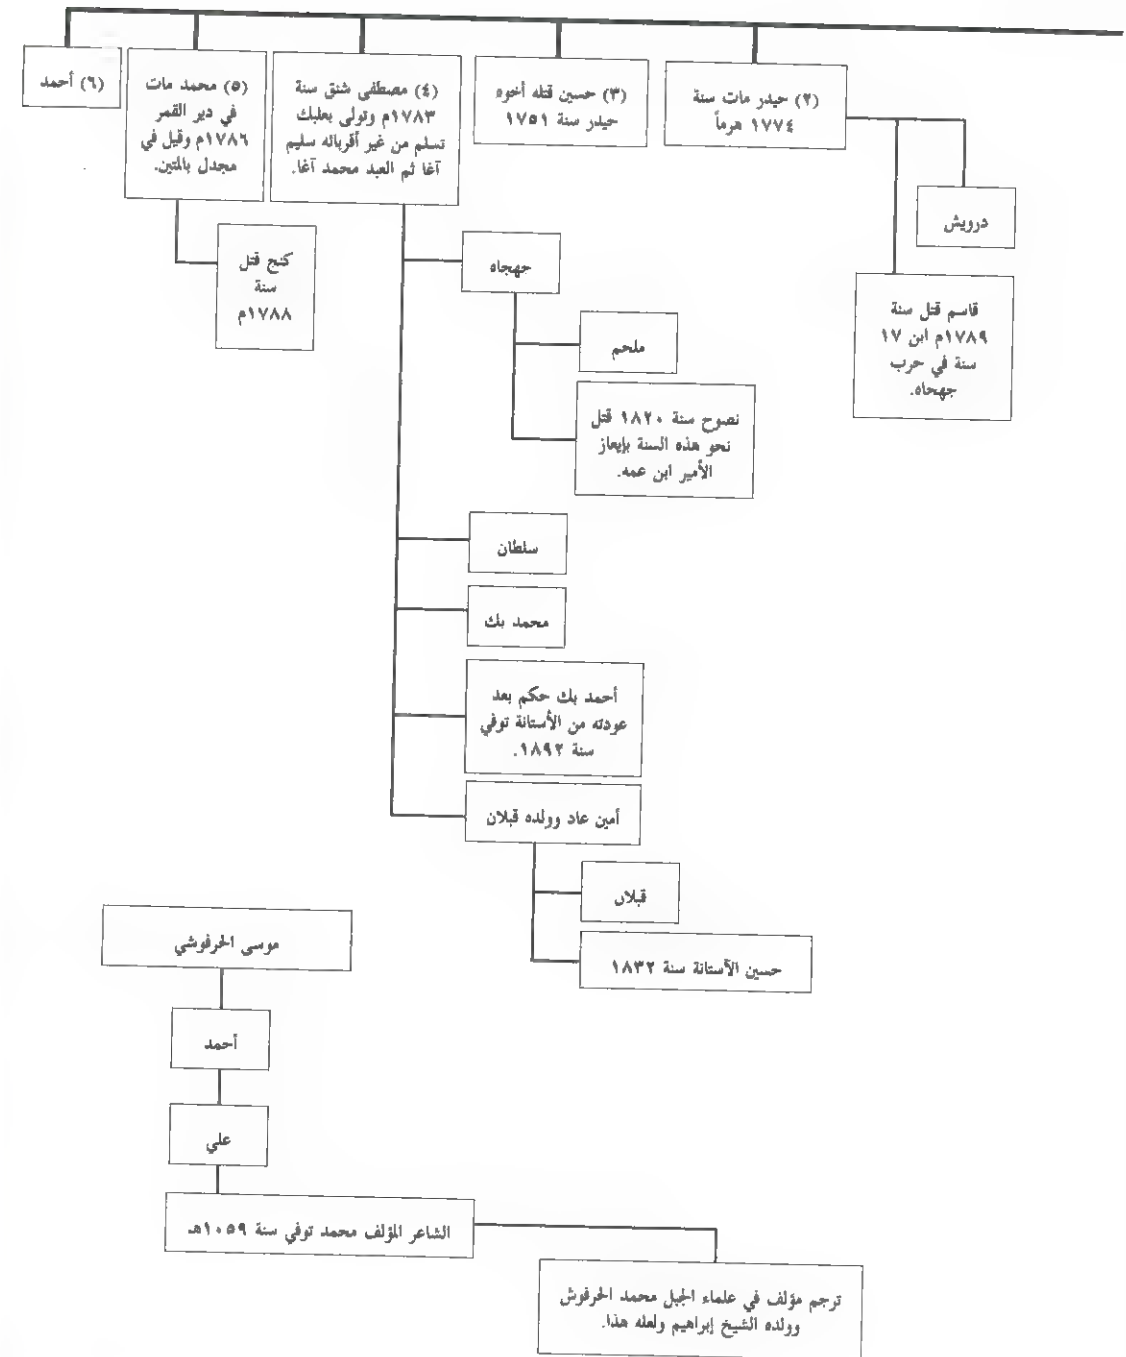 (٢) حيدر مات سنة
١٧٧٤ هرماً
(٣) حسين قتله أخوه
حيدر سنة ١٧٥١
(٤) مصطفى شنق سنة
١٧٨٣م وتولى بعلبك
تسلم من غير أقربائه سليم
آغا ثم العبد محمد آغا.
(٥) محمد مات
في دير القمر
١٧٨٦م وقيل في
مجدل بالمتين.
(٦) أحمد
درويش
قاسم قتل سنة
١٧٨٩م ابن ١٧
سنة في حرب
جهجاه.
كنج قتل
سنة
١٧٨٨م
جهجاه
ملحم
نصوح سنة ١٨٢٠ قتل
نحو هذه السنة بإيعاز
الأمير ابن عمه.
سلطان
محمد بك
أحمد بك حكم بعد
عودته من الأستانة توفي
سنة ١٨٩٢.
أمين عاد وولده قبلان
قبلان
حسين الآستانة سنة ١٨٣٢
موسى الحرفوشي
أحمد
علي
الشاعر المؤلف محمد توفي سنة ١٠٥٩هـ
ترجم مؤلف في علماء الجبل محمد الحرفوش
وولده الشيخ إبراهيم ولعله هذا.